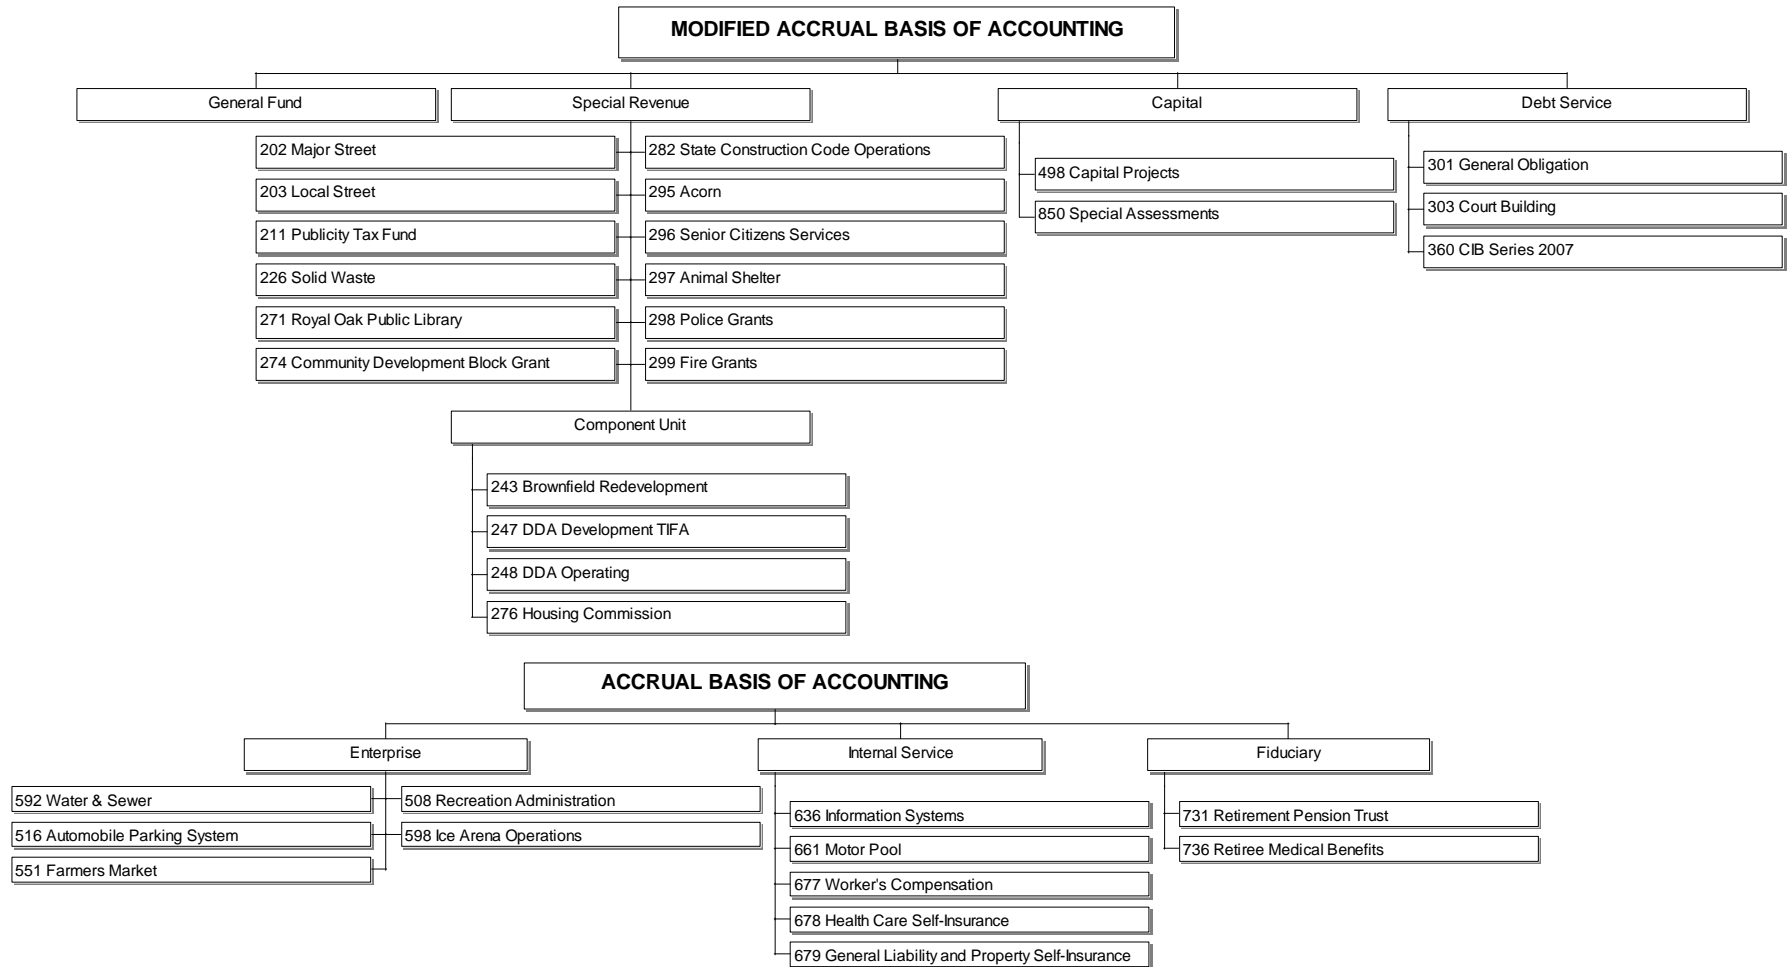 MODIFIED ACCRUAL BASIS OF ACCOUNTING
General Fund
Special Revenue
Capital
Debt Service
202 Major Street
203 Local Street
211 Publicity Tax Fund
226 Solid Waste
271 Royal Oak Public Library
274 Community Development Block Grant
282 State Construction Code Operations
295 Acorn
296 Senior Citizens Services
297 Animal Shelter
298 Police Grants
299 Fire Grants
498 Capital Projects
850 Special Assessments
301 General Obligation
303 Court Building
360 CIB Series 2007
Component Unit
243 Brownfield Redevelopment
247 DDA Development TIFA
248 DDA Operating
276 Housing Commission
ACCRUAL BASIS OF ACCOUNTING
Enterprise
Internal Service
Fiduciary
592 Water & Sewer
516 Automobile Parking System
551 Farmers Market
508 Recreation Administration
598 Ice Arena Operations
636 Information Systems
661 Motor Pool
677 Worker's Compensation
678 Health Care Self-Insurance
679 General Liability and Property Self-Insurance
731 Retirement Pension Trust
736 Retiree Medical Benefits